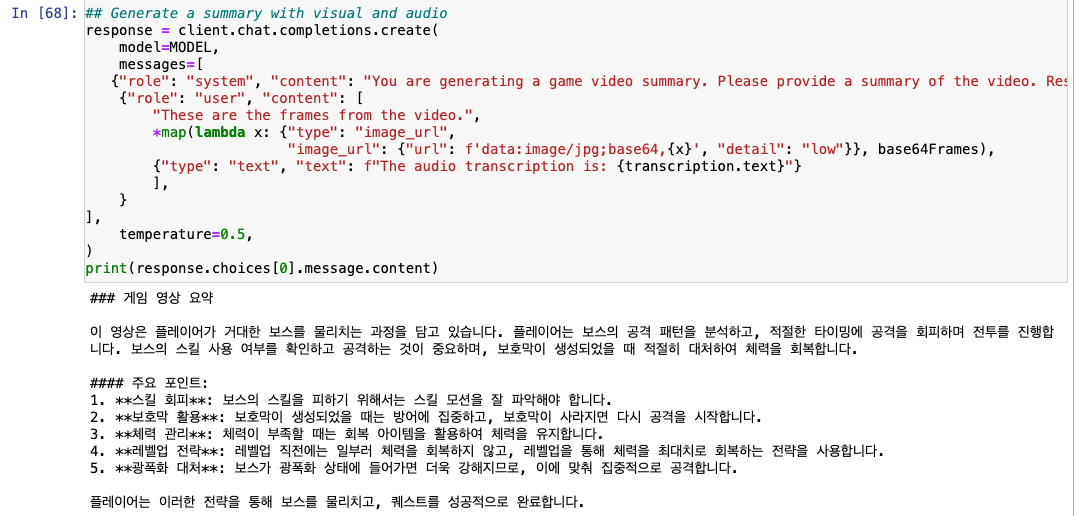 In [68]: ## Generate a summary with visual and audio
response = client.chat.completions.create(
    model=MODEL,
    messages=[
   {"role": "system", "content": "You are generating a game video summary. Please provide a summary of the video. Res
    {"role": "user", "content": [
        "These are the frames from the video.",
        *map(lambda x: {"type": "image_url",
                        "image_url": {"url": f'data:image/jpg;base64,{x}', "detail": "low"}}, base64Frames),
        {"type": "text", "text": f"The audio transcription is: {transcription.text}"}
        ],
    }
],
    temperature=0.5,
)
print(response.choices[0].message.content)
### 게임 영상 요약
이 영상은 플레이어가 거대한 보스를 물리치는 과정을 담고 있습니다. 플레이어는 보스의 공격 패턴을 분석하고, 적절한 타이밍에 공격을 회피하며 전투를 진행합
니다. 보스의 스킬 사용 여부를 확인하고 공격하는 것이 중요하며, 보호막이 생성되었을 때 적절히 대처하여 체력을 회복합니다.
#### 주요 포인트:
1. **스킬 회피**: 보스의 스킬을 피하기 위해서는 스킬 모션을 잘 파악해야 합니다.
2. **보호막 활용**: 보호막이 생성되었을 때는 방어에 집중하고, 보호막이 사라지면 다시 공격을 시작합니다.
3. **체력 관리**: 체력이 부족할 때는 회복 아이템을 활용하여 체력을 유지합니다.
4. **레벨업 전략**: 레벨업 직전에는 일부러 체력을 회복하지 않고, 레벨업을 통해 체력을 최대치로 회복하는 전략을 사용합니다.
5. **광폭화 대처**: 보스가 광폭화 상태에 들어가면 더욱 강해지므로, 이에 맞춰 집중적으로 공격합니다.
플레이어는 이러한 전략을 통해 보스를 물리치고, 퀘스트를 성공적으로 완료합니다.